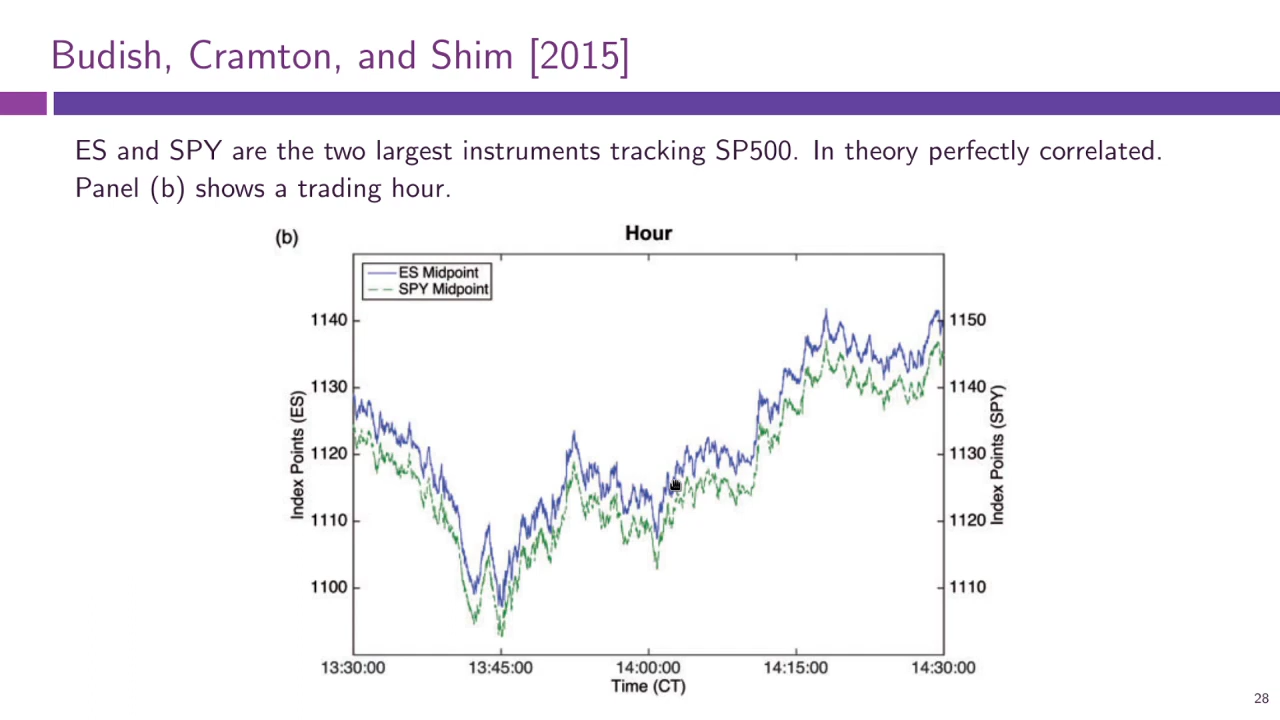 Budish, Cramton, and Shim [2015]
ES and SPY are the two largest instruments tracking SP500. In theory perfectly correlated.
Panel (b) shows a trading hour.
(b)
Hour
ES Midpoint
SPY Midpoint
1140
1130
1120
1110
1100
Index Points (ES)
1150
1140
1130
1120
1110
Index Points (SPY)
13:30:00
13:45:00
14:00:00
14:15:00
14:30:00
Time (CT)
28